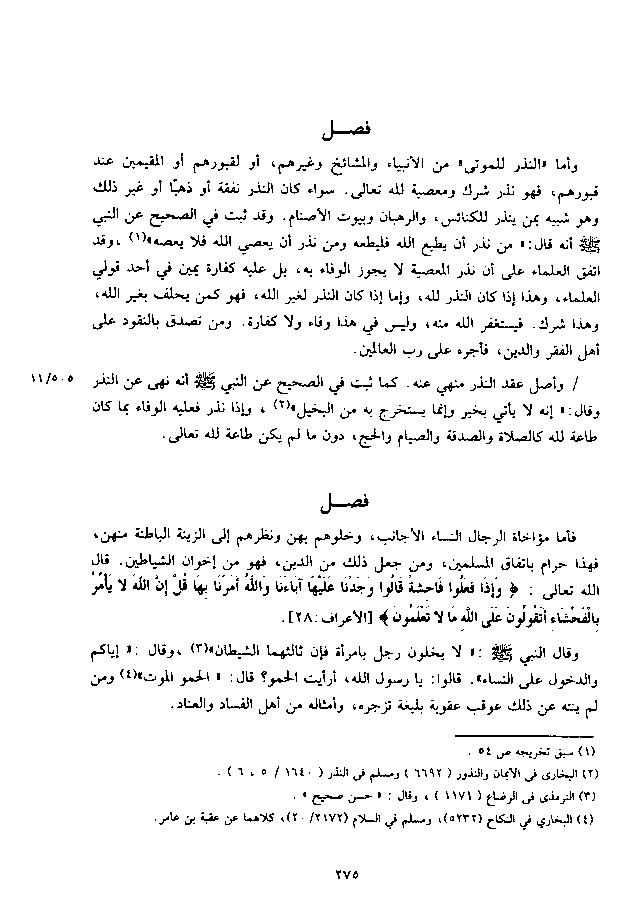 فصــل
وأما «النذر للموتى» من الأنبياء والمشائخ وغيرهم، أو لقبورهم أو المقيمين عند
قبورهم، فهو نذر شرك ومعصية لله تعالى. سواء كان النذر نفقة أو ذهبًا أو غير ذلك
وهو شبيه بمن ينذر للكنائس، والرهبان وبيوت الأصنام. وقد ثبت في الصحيح عن النبي
ﷺ أنه قال: «من نذر أن يطيع الله فليطعه ومن نذر أن يعصي الله فلا يعصه»(١)، وقد
اتفق العلماء على أن نذر المعصية لا يجوز الوفاء به، بل عليه كفارة يمين في أحد قولي
العلماء، وهذا إذا كان النذر لله، وإما إذا كان النذر لغير الله، فهو كمن يحلف بغير الله،
وهذا شرك. فيستغفر الله منه، وليس في هذا وفاء ولا كفارة. ومن تصدق بالنقود على
أهل الفقر والدين، فأجره على رب العالمين.
/ وأصل عقد النذر منهي عنه. كما ثبت في الصحيح عن النبي ﷺ أنه نهى عن النذر ١١/٥٠٥
وقال: «إنه لا يأتي بخير وإنما يستخرج به من البخيل»(٢)، وإذا نذر فعليه الوفاء بما كان
طاعة لله كالصلاة والصدقة والصيام والحج، دون ما لم يكن طاعة لله تعالى.
فصــل
فأما مؤاخاة الرجال النساء الأجانب، وخلوهم بهن ونظرهم إلى الزينة الباطنة منهن،
فهذا حرام باتفاق المسلمين، ومن جعل ذلك من الدين، فهو من إخوان الشياطين. قال
الله تعالى : ﴿ وَإِذَا فَعَلُوا فَاحِشَةً قَالُوا وَجَدْنَا عَلَيْهَا آبَاءَنَا وَاللَّهُ أَمَرَنَا بِهَا قُلْ إِنَّ اللَّهَ لا يَأْمُرُ
بِالْفَحْشَاءِ أَتَقُولُونَ عَلَى اللَّهِ مَا لا تَعْلَمُونَ ﴾ [الأعراف:٢٨].
وقال النبي ﷺ : « لا يخلون رجل بامرأة فإن ثالثهما الشيطان»(٣)، وقال : « إياكم
والدخول على النساء». قالوا: يا رسول الله، أرأيت الحمو؟ قال: « الحمو الموت»(٤) ومن
لم ينته عن ذلك عوقب عقوبة بليغة تزجره، وأمثاله من أهل الفساد والعناد.
(١) سبق تخريجه ص ٥٤ .
(٢) البخارى في الأيمان والنذور ( ٦٦٩٢ ) ومسلم في النذر ( ١٦٤٠ / ٥ ، ٦ ) .
(٣) الترمذى فى الرضاع ( ١١٧١ ) ، وقال : « حسن صحيح » .
(٤) البخاري في النكاح (٥٢٣٢)، ومسلم في السلام (٢٠/٢١٧٢)، كلاهما عن عقبة بن عامر.
٢٧٥